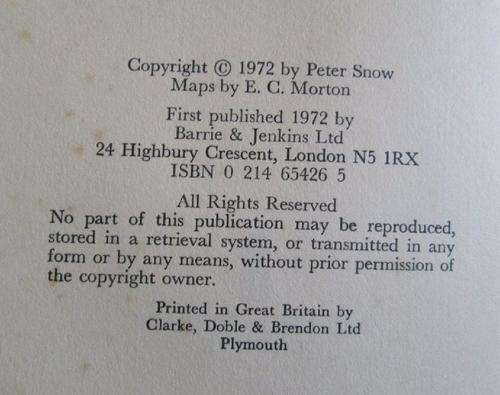 Copyright © 1972 by Peter Snow
Maps by E. C. Morton
First published 1972 by
Barrie & Jenkins Ltd
24 Highbury Crescent, London N5 1RX
ISBN 0 214 65426 5
All Rights Reserved
No part of this publication may be reproduced,
stored in a retrieval system, or transmitted in any
form or by any means, without prior permission of
the copyright owner.
Printed in Great Britain by
Clarke, Doble & Brendon Ltd
Plymouth